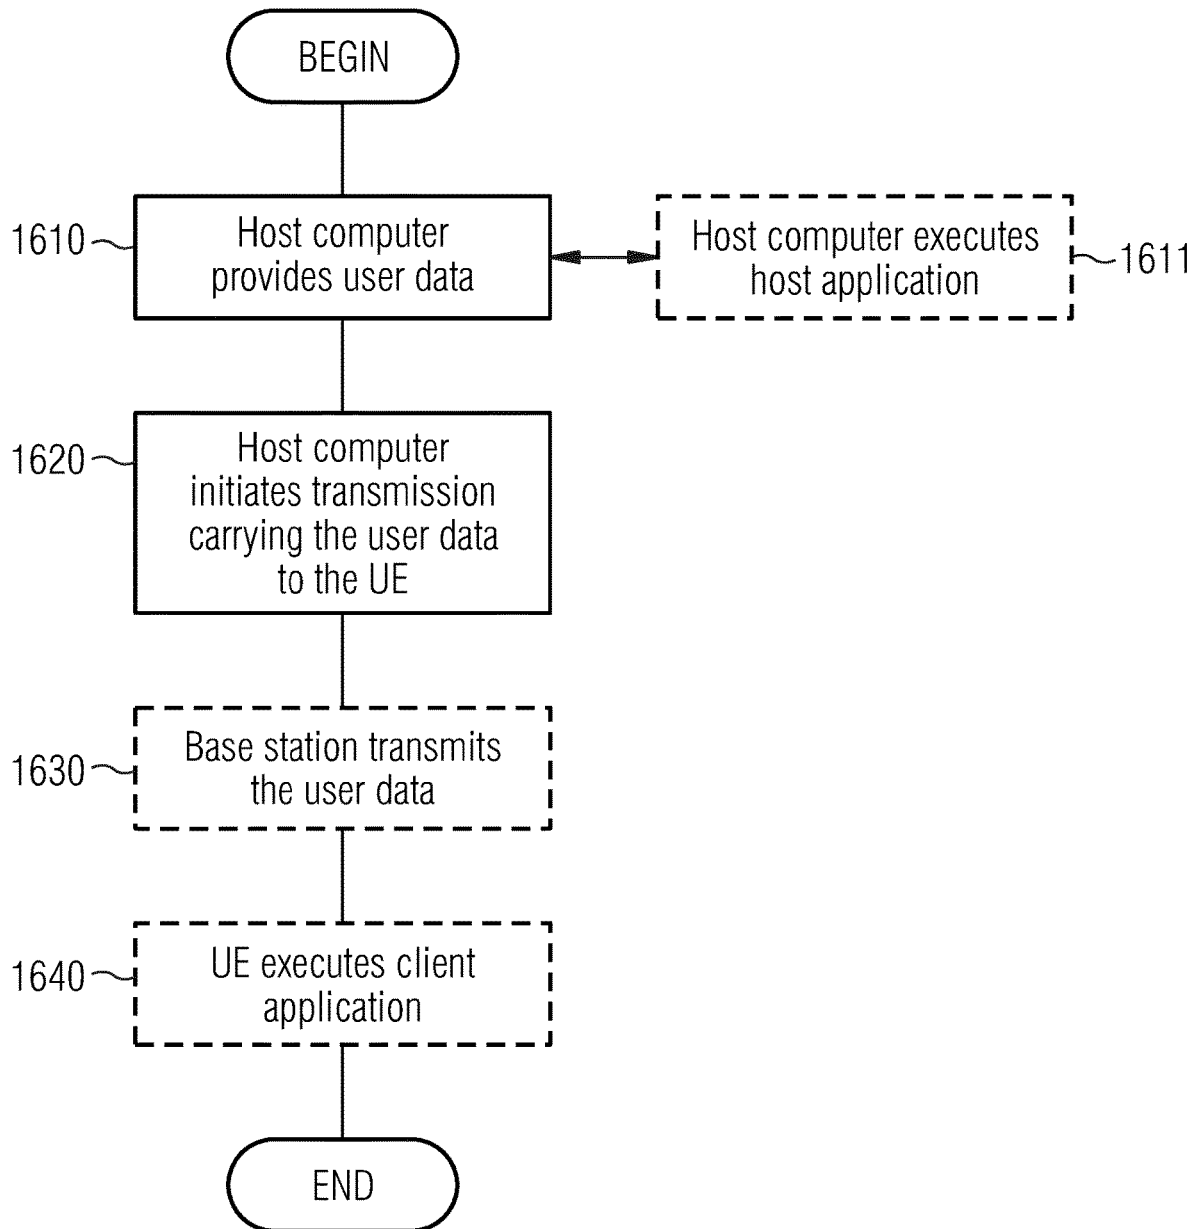 BEGIN
1610
Host computer
provides user data
Host computer executes
host application
1611
1620
Host computer
initiates transmission
carrying the user data
to the UE
1630
Base station transmits
the user data
1640
UE executes client
application
END